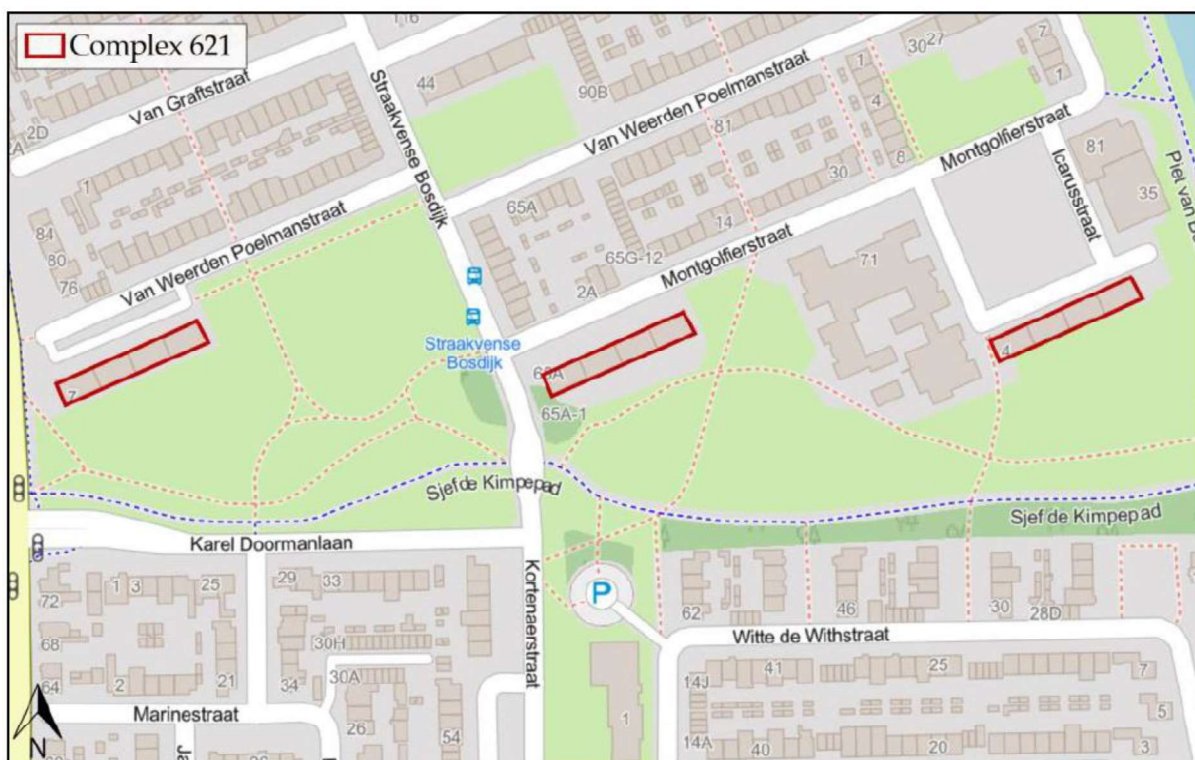 Complex 621
116
44
30
27
7
1
Van Graftstraat
Straakvense Bosdijk
90B
Van Weerden Poelmanstraat
1
4
8
2D
2A
1
81
30
Montgolfierstraat
Icarusstraat
81
35
84
80
76
65A
14
65G-12
2A
Montgolfierstraat
71
Van Weerden Poelmanstraat
Straakvense
Bosdijk
7
65A-1
4
Sjef de Kimpepad
Sjef de Kimpepad
Karel Doormanlaan
72
1
3
25
29
33
Kortenaerstraat
P
62
46
30
28D
68
30H
Witte de Withstraat
64
2
21
34
30A
14J
41
25
7
Marinestraat
26
54
1
5
14A
40
20
3
N